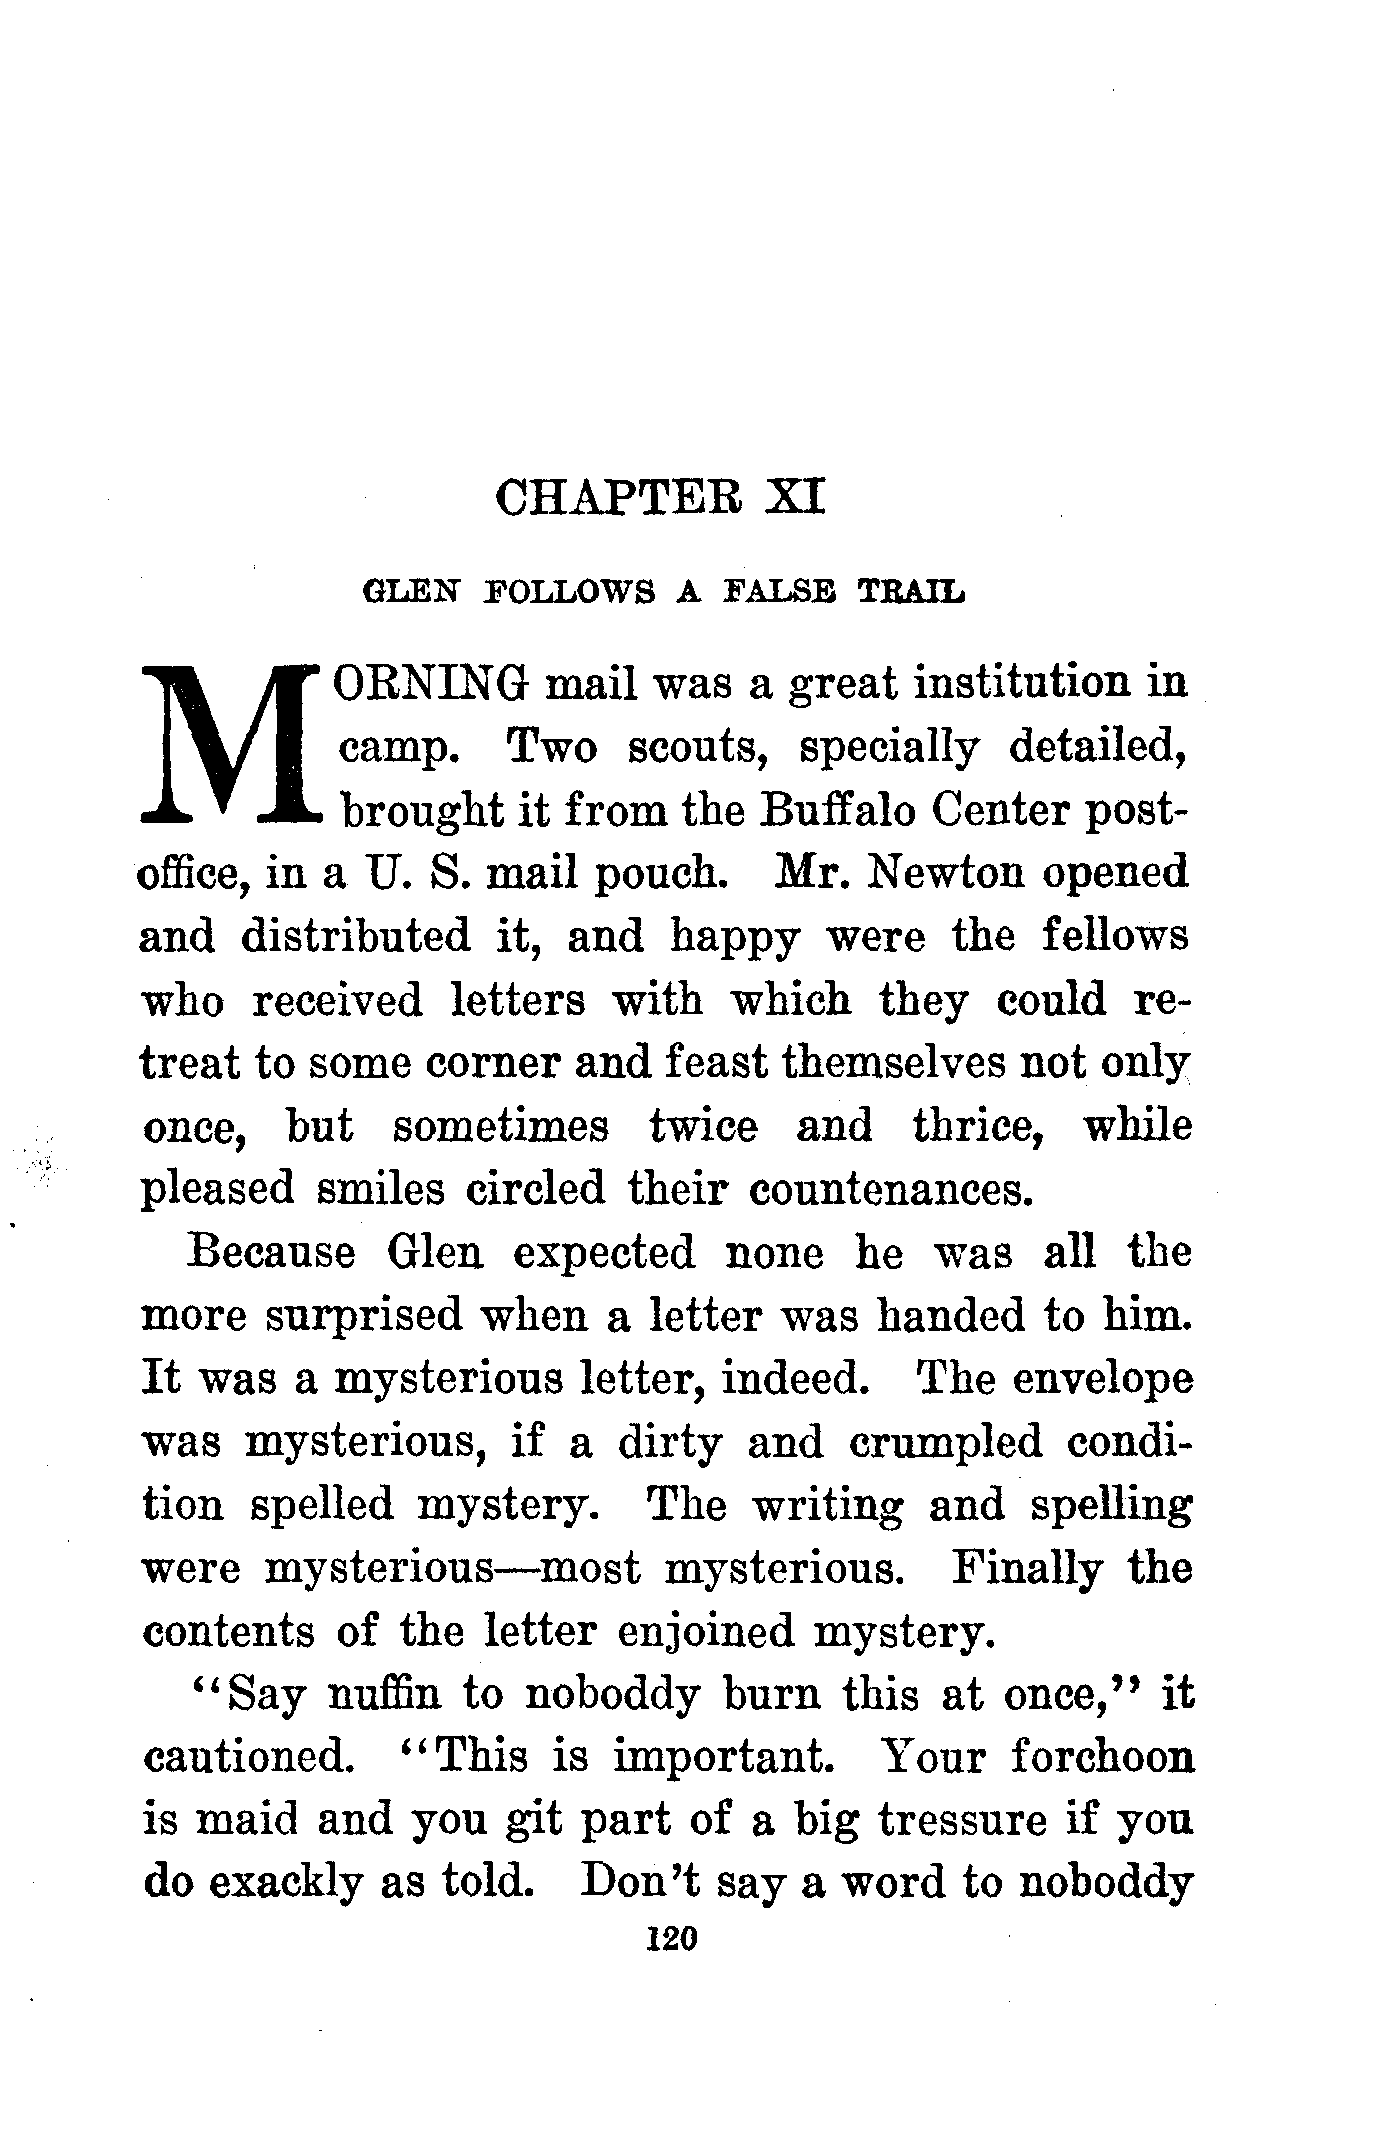 CHAPTER XI
GLEN FOLLOWS A FALSE TRAIL
MORNING mail was a great institution in
camp. Two scouts, specially detailed,
brought it from the Buffalo Center post-
office, in a U. S. mail pouch. Mr. Newton opened
and distributed it, and happy were the fellows
who received letters with which they could re-
treat to some corner and feast themselves not only
once, but sometimes twice and thrice, while
pleased smiles circled their countenances.
Because Glen expected none he was all the
more surprised when a letter was handed to him.
It was a mysterious letter, indeed. The envelope
was mysterious, if a dirty and crumpled condi-
tion spelled mystery. The writing and spelling
were mysterious—most mysterious. Finally the
contents of the letter enjoined mystery.
“Say nuffin to noboddy burn this at once,” it
cautioned. “This is important. Your forchoon
is maid and you git part of a big tressure if you
do exackly as told. Don’t say a word to noboddy
120